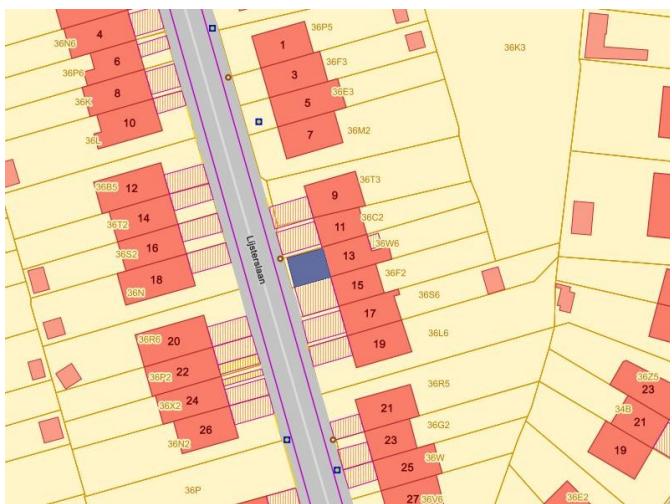 36P5
4
36N6
1
6
36K3
36F3
36P6
3
8
36E3
36K
5
10
7
36M2
36L
36T3
12
36B5
9
14
36C2
36T2
11
36W6
16
13
36S2
Lijsterslaan
36F2
18
15
36N
36S6
17
36L6
36R6
20
19
22
36P2
36Z5
36R5
23
24
21
36X2
34B
36G2
21
26
23
36N2
19
36W
25
36P
36E2
27
36V6